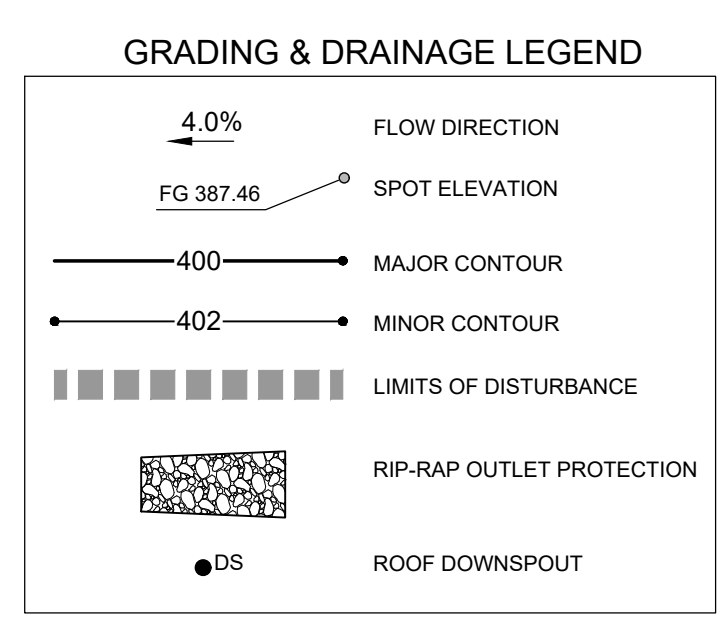 GRADING & DRAINAGE LEGEND
4.0% FLOW DIRECTION
FG 387.46 SPOT ELEVATION
400 MAJOR CONTOUR
402 MINOR CONTOUR
LIMITS OF DISTURBANCE
RIP-RAP OUTLET PROTECTION
DS ROOF DOWNSPOUT